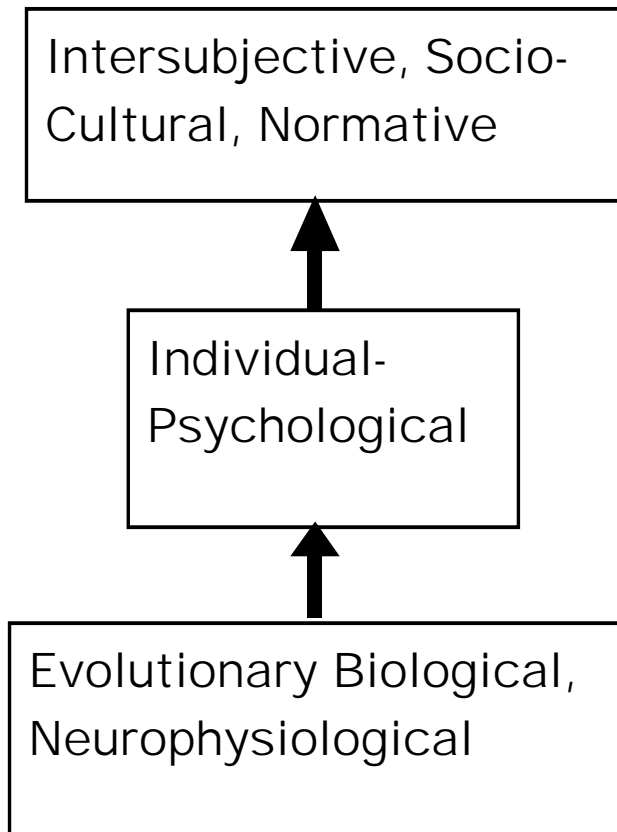 Intersubjective, Socio-
Cultural, Normative
Individual-
Psychological
Evolutionary Biological,
Neurophysiological